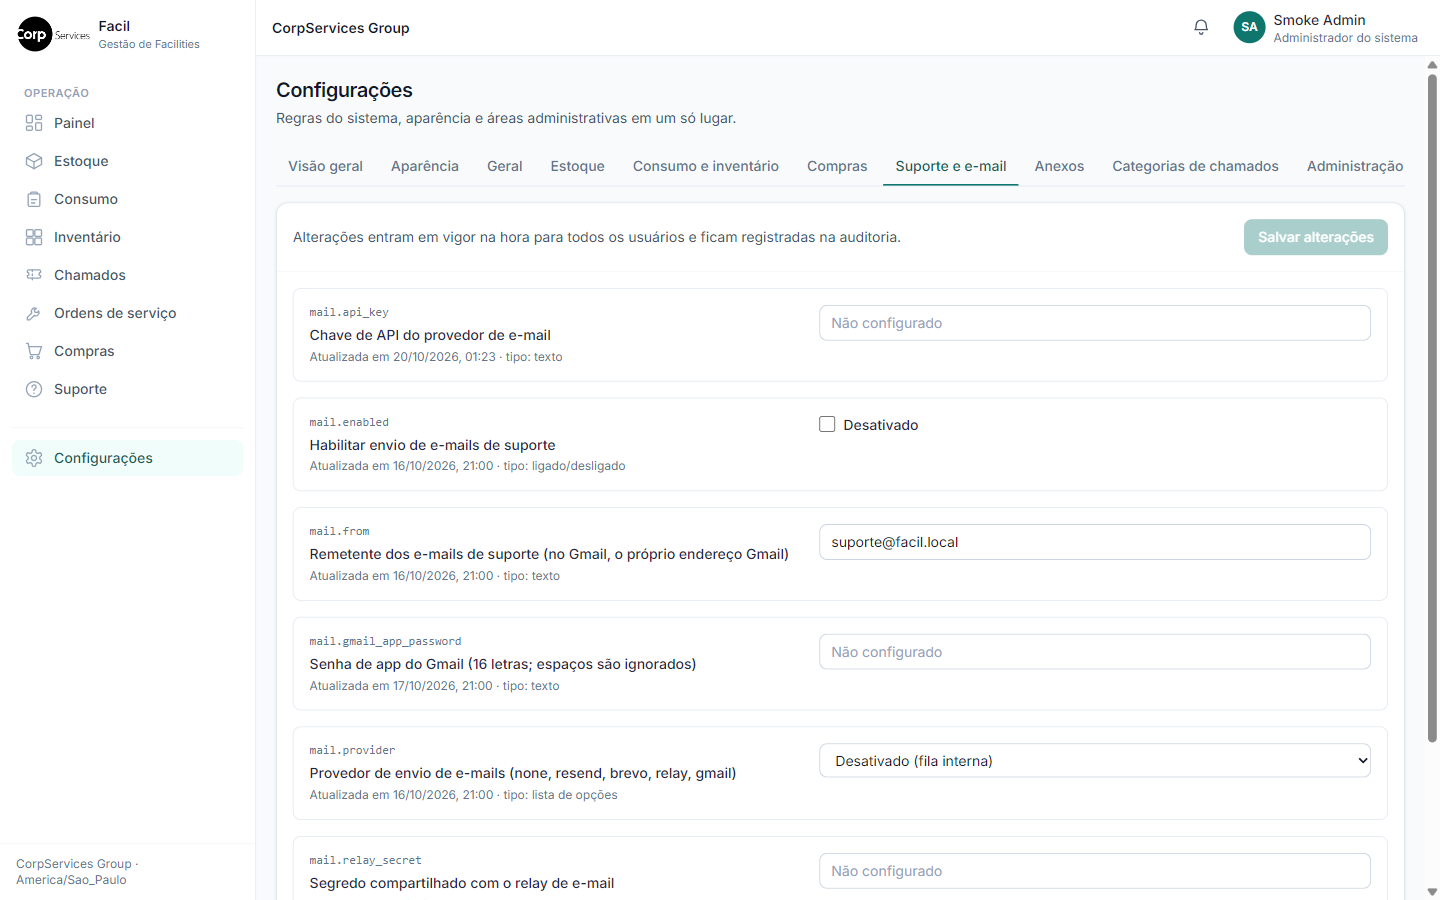 Corp Services
Facil
Gestão de Facilities
OPERAÇÃO
Painel
Estoque
Consumo
Inventário
Chamados
Ordens de serviço
Compras
Suporte
Configurações
CorpServices Group ·
America/Sao_Paulo
CorpServices Group
SA
Smoke Admin
Administrador do sistema
Configurações
Regras do sistema, aparência e áreas administrativas em um só lugar.
Visão geral Aparência Geral Estoque Consumo e inventário Compras Suporte e e-mail Anexos Categorias de chamados Administração
Alterações entram em vigor na hora para todos os usuários e ficam registradas na auditoria.
Salvar alterações
mail.api_key
Chave de API do provedor de e-mail
Atualizada em 20/10/2026, 01:23 · tipo: texto
Não configurado
mail.enabled
Habilitar envio de e-mails de suporte
Atualizada em 16/10/2026, 21:00 · tipo: ligado/desligado
Desativado
mail.from
Remetente dos e-mails de suporte (no Gmail, o próprio endereço Gmail)
Atualizada em 16/10/2026, 21:00 · tipo: texto
suporte@facil.local
mail.gmail_app_password
Senha de app do Gmail (16 letras; espaços são ignorados)
Atualizada em 17/10/2026, 21:00 · tipo: texto
Não configurado
mail.provider
Provedor de envio de e-mails (none, resend, brevo, relay, gmail)
Atualizada em 16/10/2026, 21:00 · tipo: lista de opções
Desativado (fila interna)
mail.relay_secret
Segredo compartilhado com o relay de e-mail
Não configurado